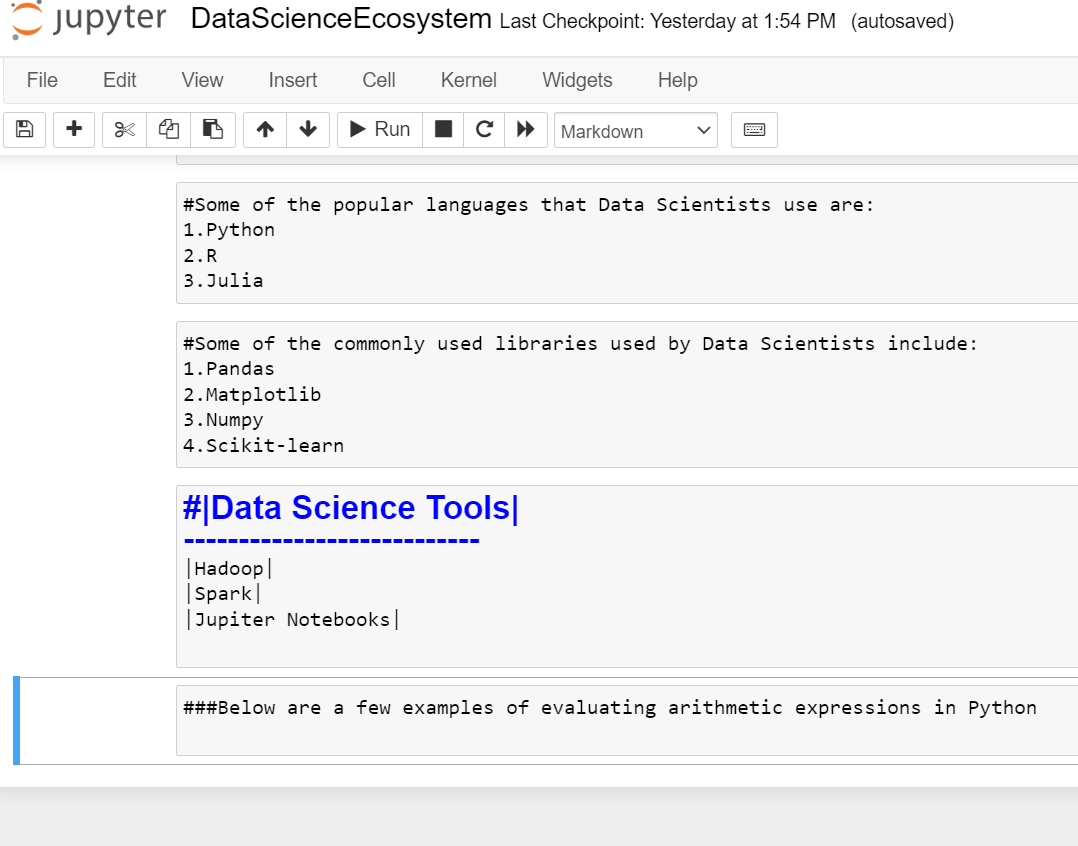 jupyter DataScienceEcosystem Last Checkpoint: Yesterday at 1:54 PM (autosaved)
File Edit View Insert Cell Kernel Widgets Help
Run Markdown
#Some of the popular languages that Data Scientists use are:
1.Python
2.R
3.Julia
#Some of the commonly used libraries used by Data Scientists include:
1.Pandas
2.Matplotlib
3.Numpy
4.Scikit-learn
#|Data Science Tools|
---------------------------
|Hadoop|
|Spark|
|Jupiter Notebooks|
###Below are a few examples of evaluating arithmetic expressions in Python